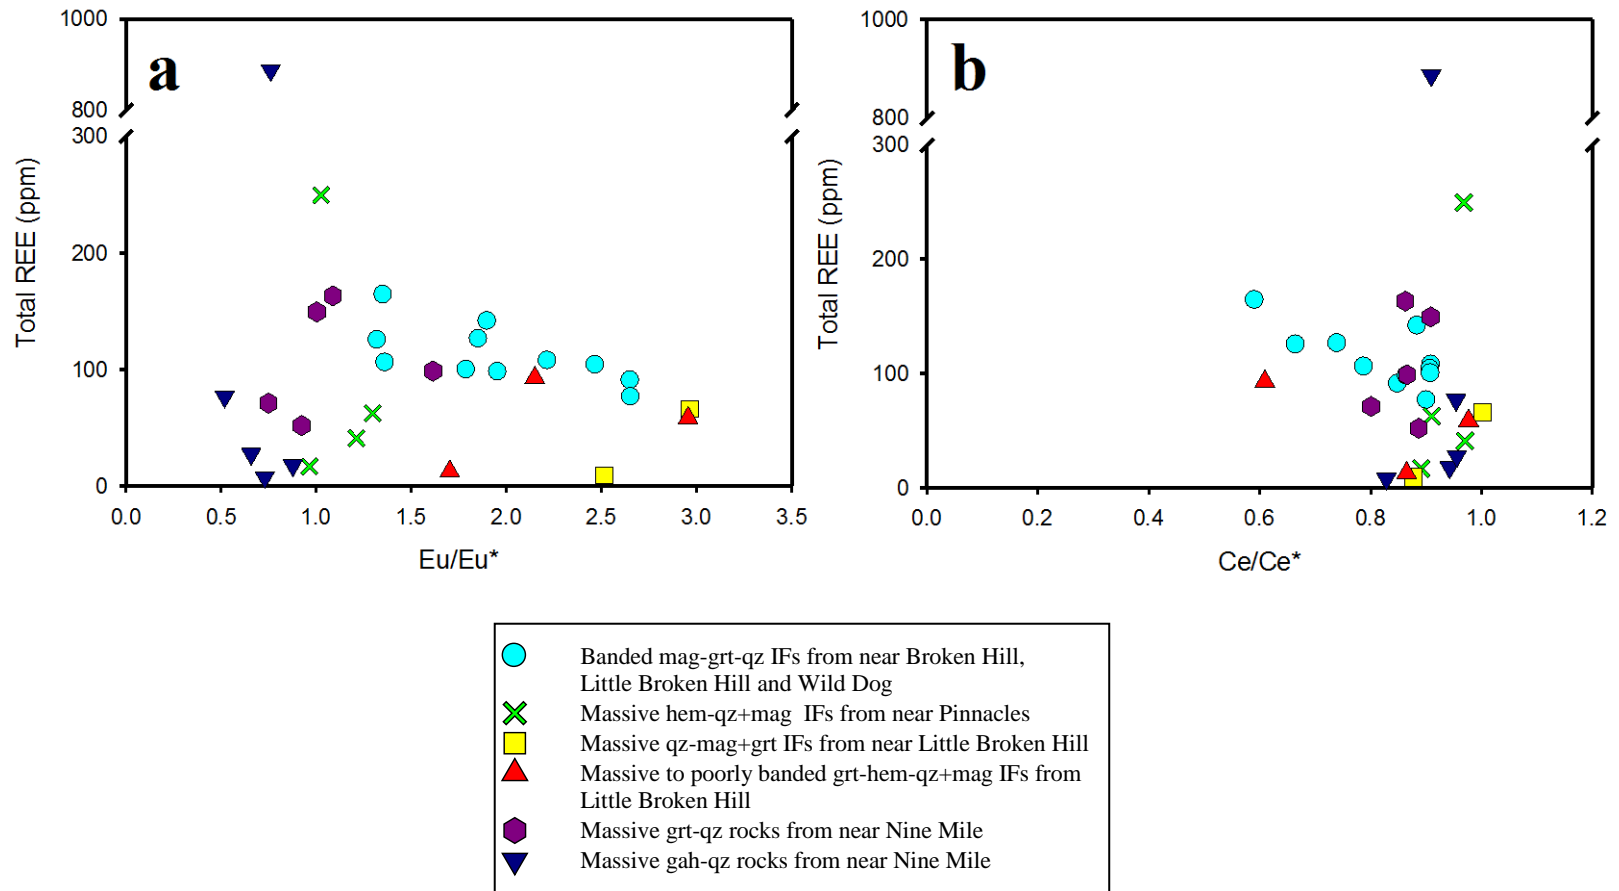 a
1000
800
300
200
100
0
Total REE (ppm)
0.0 0.5 1.0 1.5 2.0 2.5 3.0 3.5
Eu/Eu*
b
1000
800
300
200
100
0
Total REE (ppm)
0.0 0.2 0.4 0.6 0.8 1.0 1.2
Ce/Ce*
Banded mag-grt-qz IFs from near Broken Hill,
Little Broken Hill and Wild Dog
Massive hem-qz+mag IFs from near Pinnacles
Massive qz-mag+grt IFs from near Little Broken Hill
Massive to poorly banded grt-hem-qz+mag IFs from
Little Broken Hill
Massive grt-qz rocks from near Nine Mile
Massive gah-qz rocks from near Nine Mile